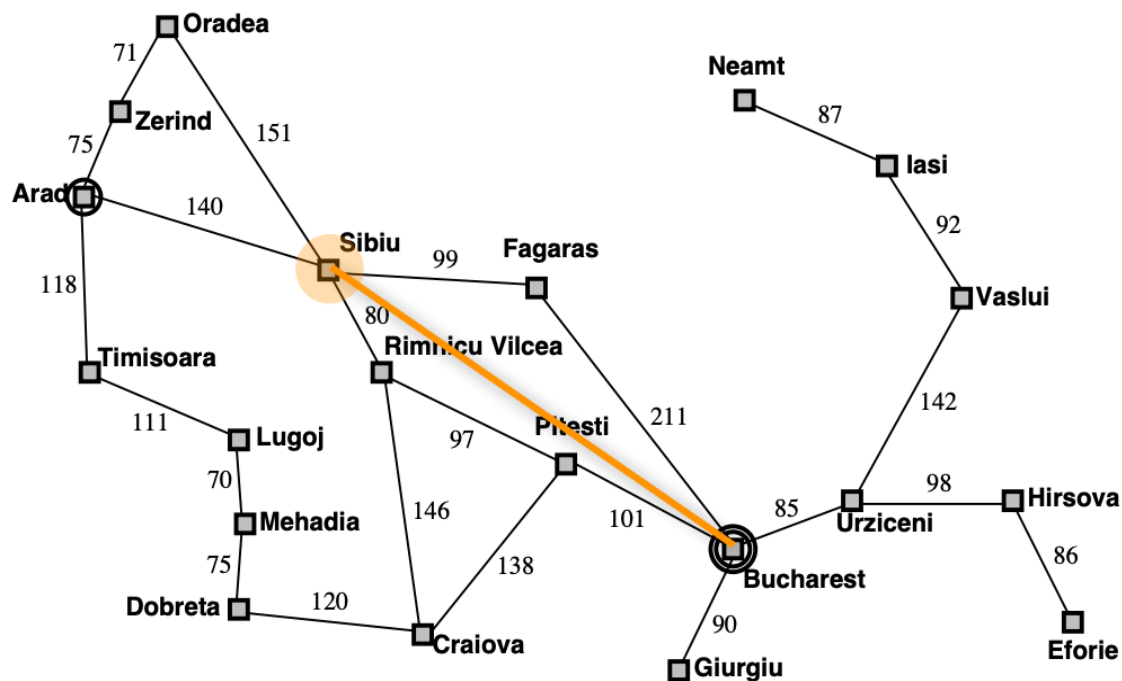 Oradea
71
Neamt
87
Zerind
151
75
Iasi
Arad
140
92
Sibiu
Fagaras
99
118
80
Vaslui
Rimnicu Vilcea
Timisoara
142
111
211
Lugoj
97
Pitesti
70
98
Hirsova
146
101
85
Urziceni
Mehadia
138
86
75
Bucharest
Dobreta
120
90
Craiova
Eforie
Giurgiu